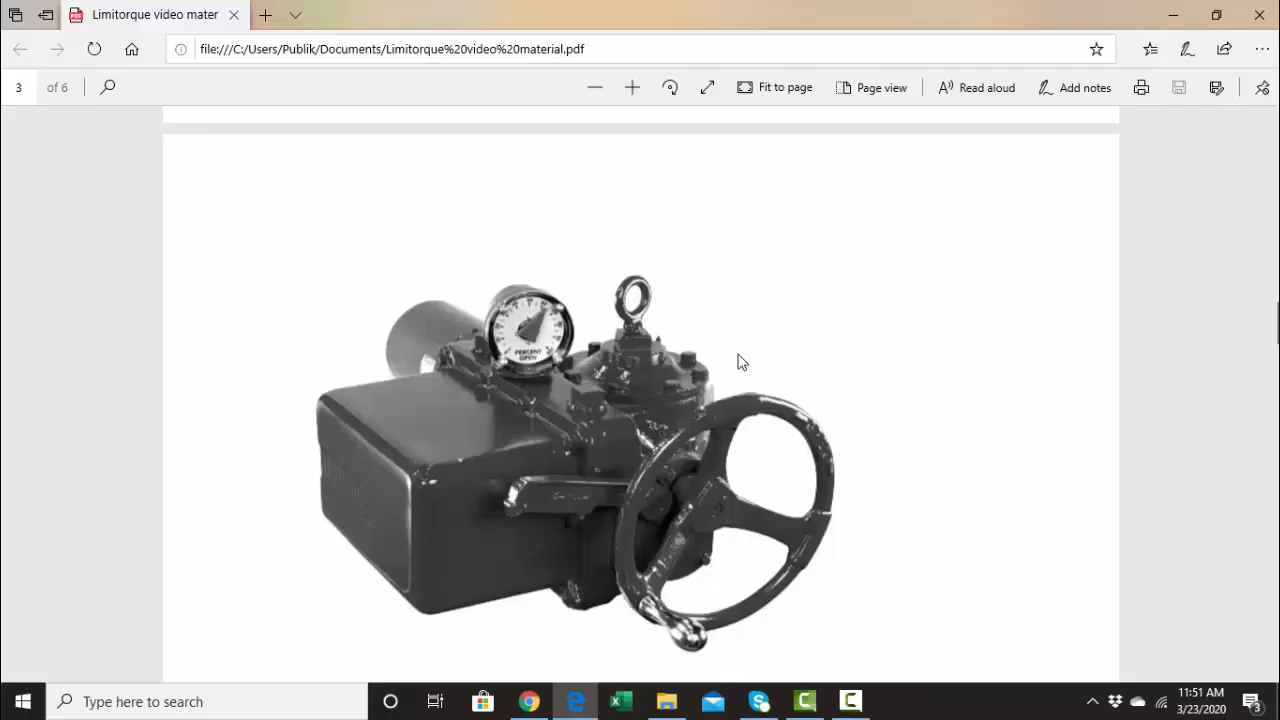 Limitorque video mater
file:///C:/Users/Publik/Documents/Limitorque%20video%20material.pdf
3 of 6
Fit to page
Page view
Read aloud
Add notes
PERCENT
OPEN
Type here to search
11:51 AM
3/23/2020
3